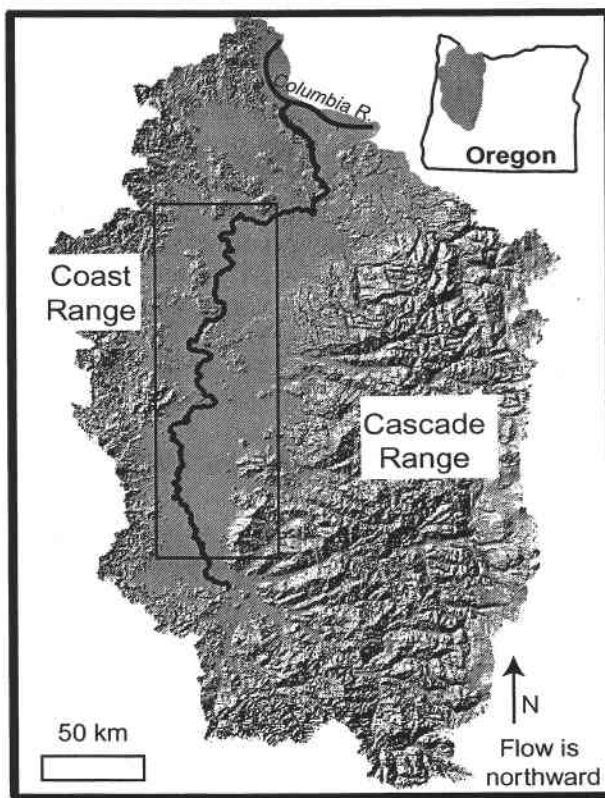 Columbia R.
Oregon
Coast
Range
Cascade
Range
50 km
N
Flow is
northward